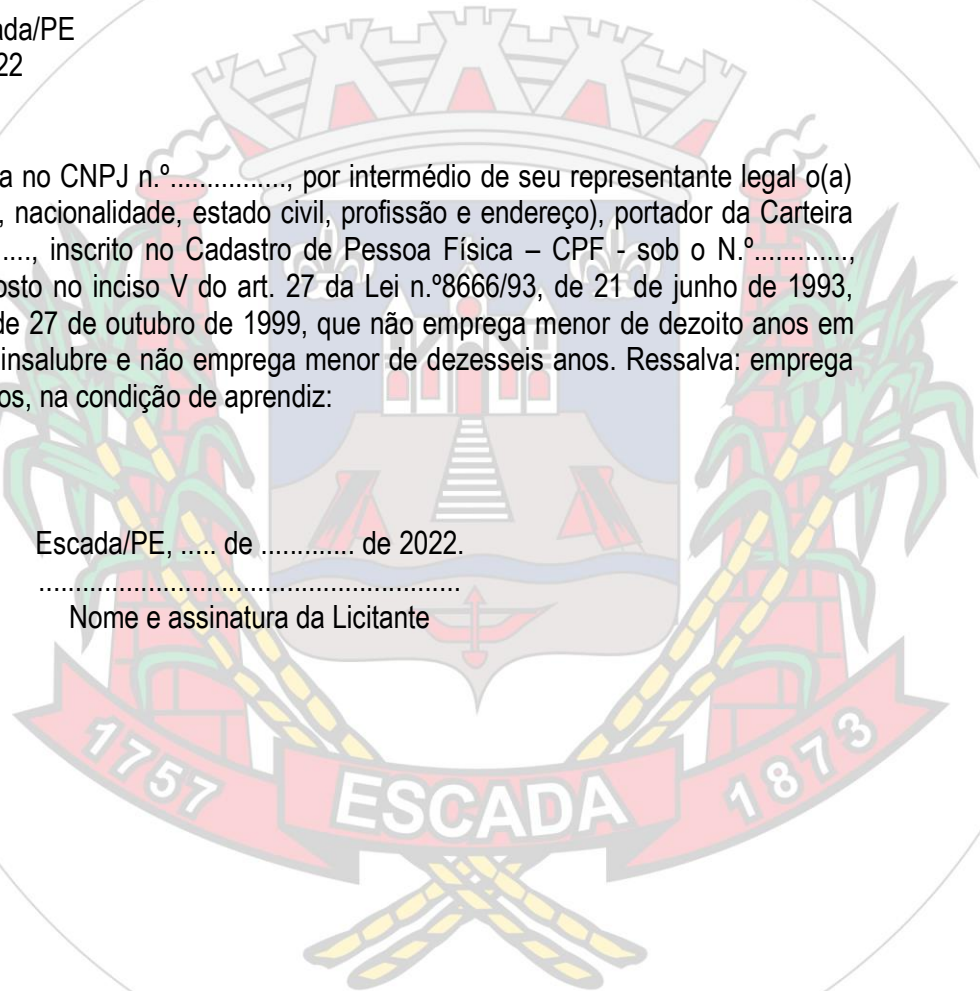 ada/PE
22
a no CNPJ n.º................, por intermédio de seu representante legal o(a)
, nacionalidade, estado civil, profissão e endereço), portador da Carteira
...., inscrito no Cadastro de Pessoa Física – CPF - sob o N.º.............,
osto no inciso V do art. 27 da Lei n.º8666/93, de 21 de junho de 1993,
de 27 de outubro de 1999, que não emprega menor de dezoito anos em
insalubre e não emprega menor de dezesseis anos. Ressalva: emprega
os, na condição de aprendiz:
Escada/PE, ..... de ............. de 2022.
..........................................................
Nome e assinatura da Licitante
1757 ESCADA 1873